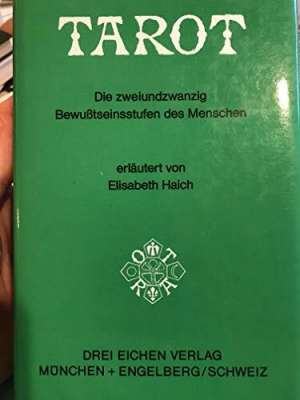 TAROT
Die zweiundzwanzig
Bewußtseinsstufen des Menschen
erläutert von
Elisabeth Haich
T
O
A
R
DREI EICHEN VERLAG
MÜNCHEN + ENGELBERG/SCHWEIZ